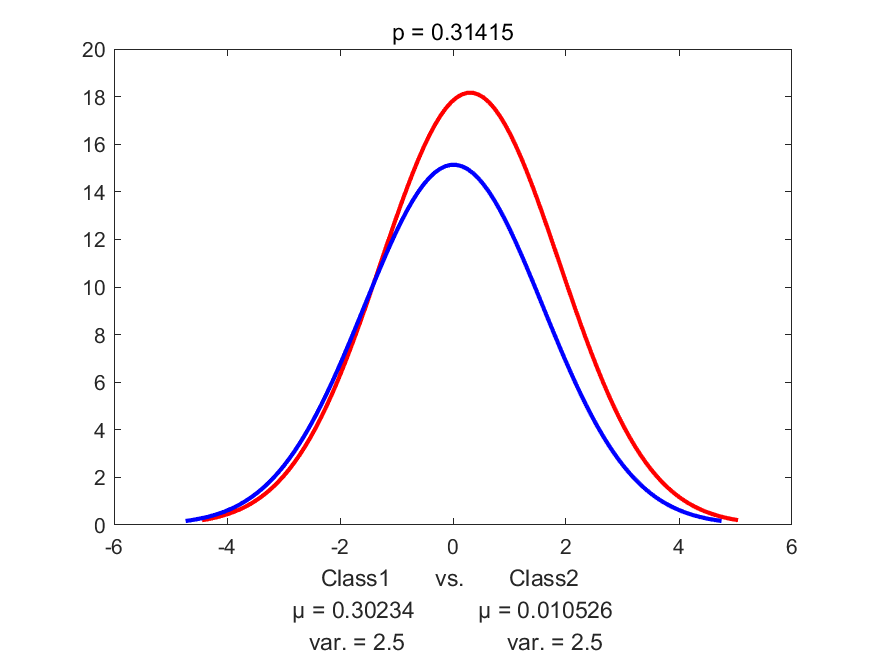 p = 0.31415
20
18
16
14
12
10
8
6
4
2
0
-6 -4 -2 0 2 4 6
Class1 vs. Class2
μ = 0.30234 μ = 0.010526
var. = 2.5 var. = 2.5